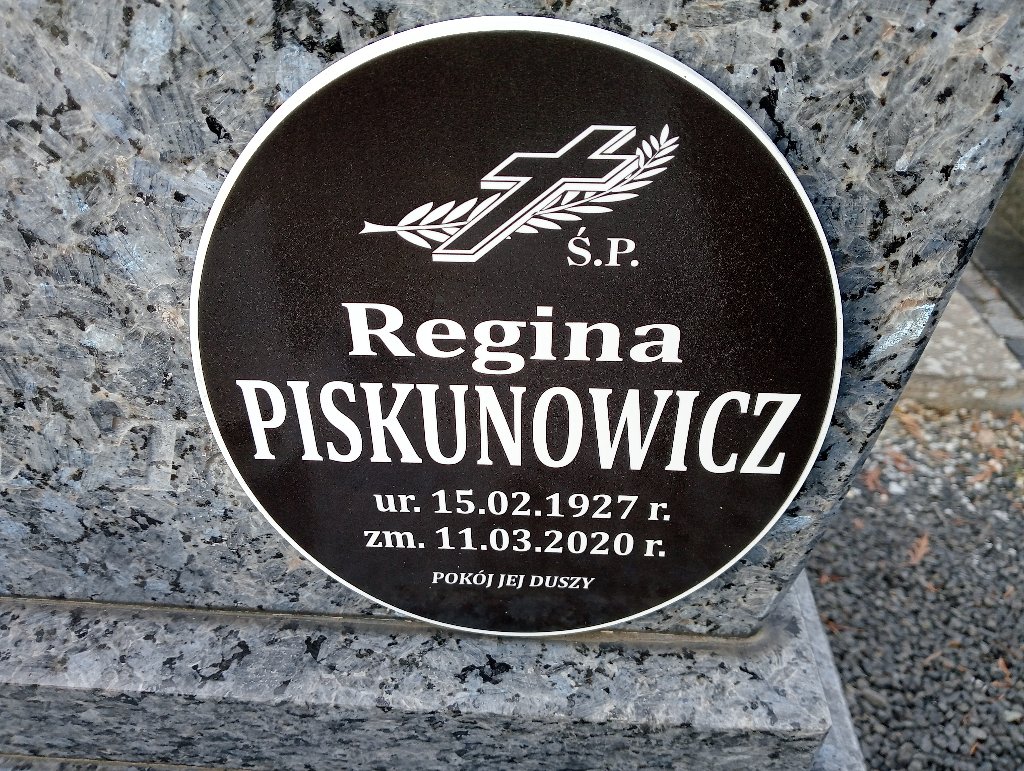 Ś.P.
Regina
PISKUNOWICZ
ur. 15.02.1927 r.
zm. 11.03.2020 r.
POKÓJ JEJ DUSZY